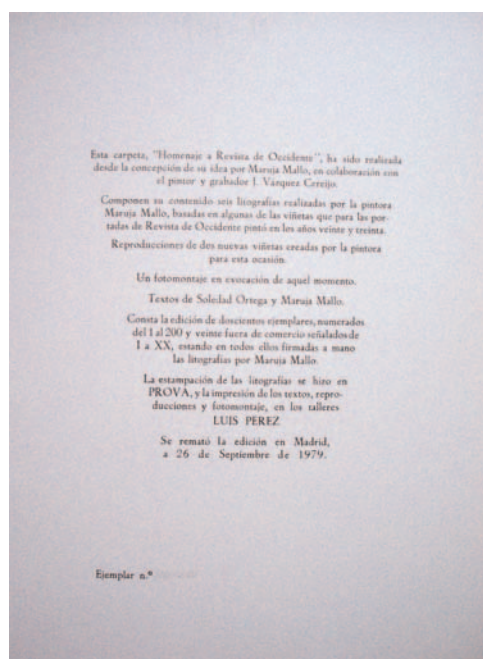 Esta carpeta, "Homenaje a Revista de Occidente", ha sido realizada
desde la concepción de su idea por Maruja Mallo, en colaboración con
el pintor y grabador J. Vázquez Cereijo.
Componen su contenido seis litografías realizadas por la pintora
Maruja Mallo, basadas en algunas de las viñetas que para las por-
tadas de Revista de Occidente pintó en los años veinte y treinta.
Reproducciones de dos nuevas viñetas creadas por la pintora
para esta ocasión.
Un fotomontaje en evocación de aquel momento.
Textos de Soledad Ortega y Maruja Mallo.
Consta la edición de doscientos ejemplares, numerados
del 1 al 200 y veinte fuera de comercio señalados de
I a XX, estando en todos ellos firmadas a mano
las litografías por Maruja Mallo.
La estampación de las litografías se hizo en
PROVA, y la impresión de los textos, repro-
ducciones y fotomontaje, en los talleres
LUIS PEREZ
Se remató la edición en Madrid,
a 26 de Septiembre de 1979.
Ejemplar n.º